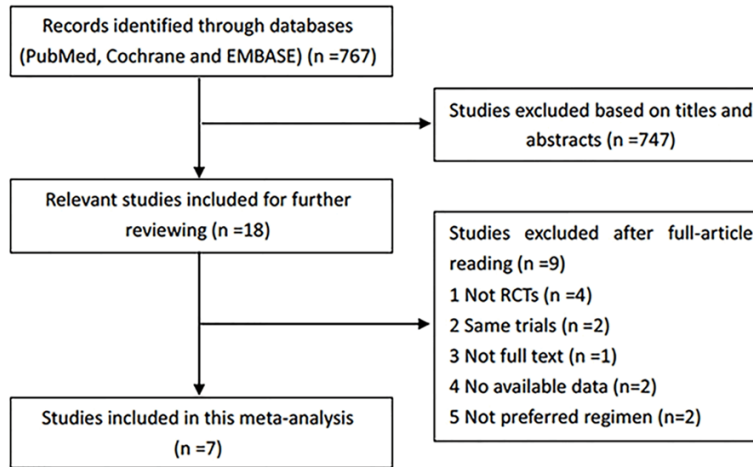 Records identified through databases
(PubMed, Cochrane and EMBASE) (n =767)
Studies excluded based on titles and
abstracts (n =747)
Relevant studies included for further
reviewing (n =18)
Studies excluded after full-article
reading (n =9)
1 Not RCTs (n =4)
2 Same trials (n =2)
3 Not full text (n =1)
4 No available data (n=2)
5 Not preferred regimen (n=2)
Studies included in this meta-analysis
(n =7)